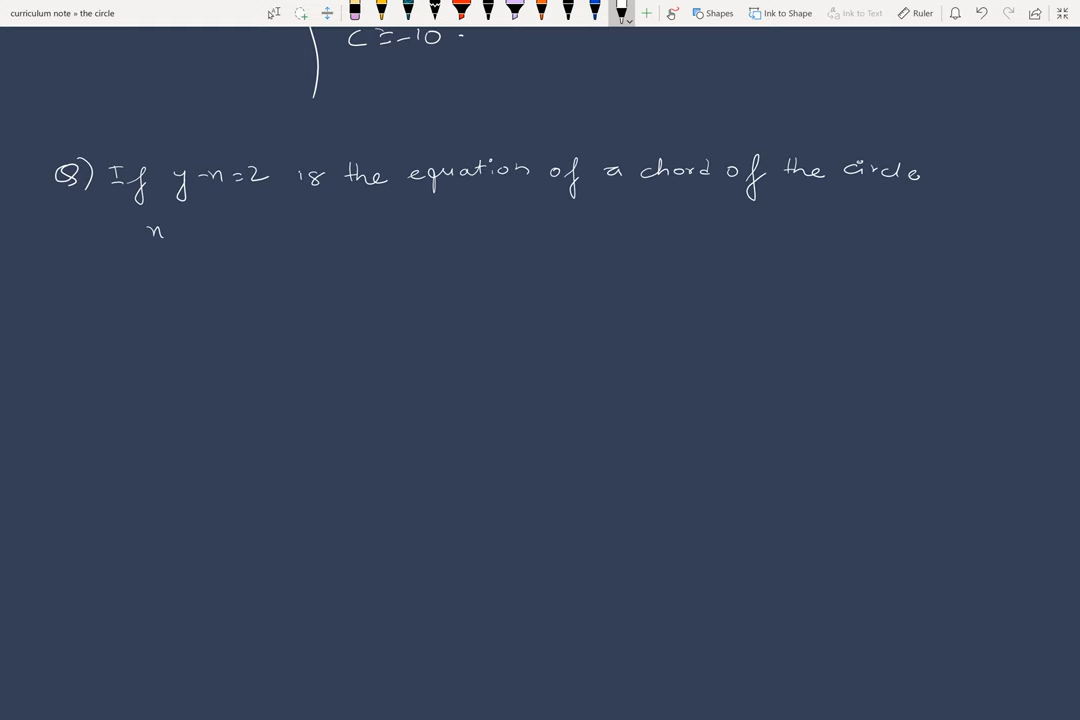 curriculum note » the circle
Shapes
Ink to Shape
Ink to Text
Ruler
C = -10 .
Q) If y-x=2 is the equation of a chord of the circle
x